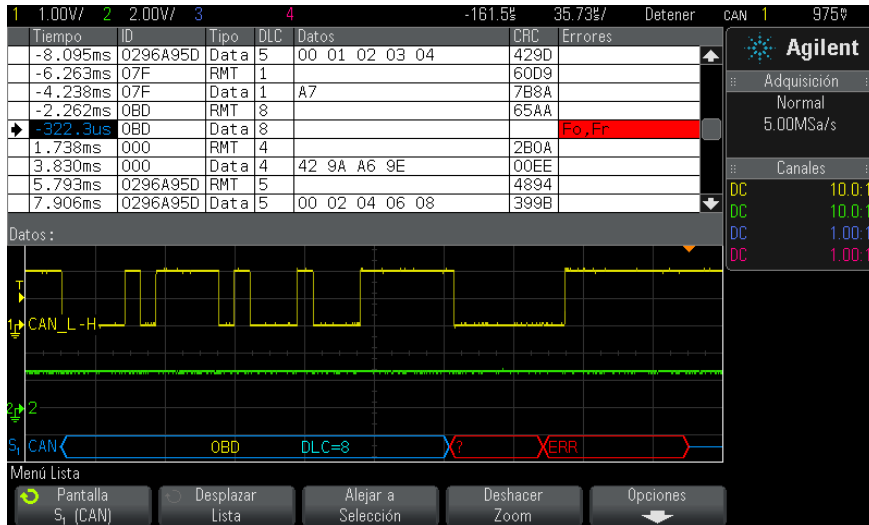 1 1.00V/ 2 2.00V/ 3 4 -161.5µs 35.73µs/ Detener CAN 1 975mV
Tiempo ID Tipo DLC Datos CRC Errores
-8.095ms 0296A95D Data 5 00 01 02 03 04 429D
-6.263ms 07F RMT 1 60D9
-4.238ms 07F Data 1 A7 7B8A
-2.262ms 0BD RMT 8 65AA
-322.3us 0BD Data 8 Fo,Fr
1.738ms 000 RMT 4 2B0A
3.830ms 000 Data 4 42 9A A6 9E 00EE
5.793ms 0296A95D RMT 5 4894
7.906ms 0296A95D Data 5 00 02 04 06 08 399B
Datos:
Agilent
Adquisición
Normal
5.00MSa/s
Canales
DC 10.0:1
DC 10.0:1
DC 1.00:1
DC 1.00:1
T
1 CAN_L-H
2 2
S1 CAN 0BD DLC=8 ? ERR
Menú Lista
Pantalla
S1 (CAN)
Desplazar
Lista
Alejar a
Selección
Deshacer
Zoom
Opciones